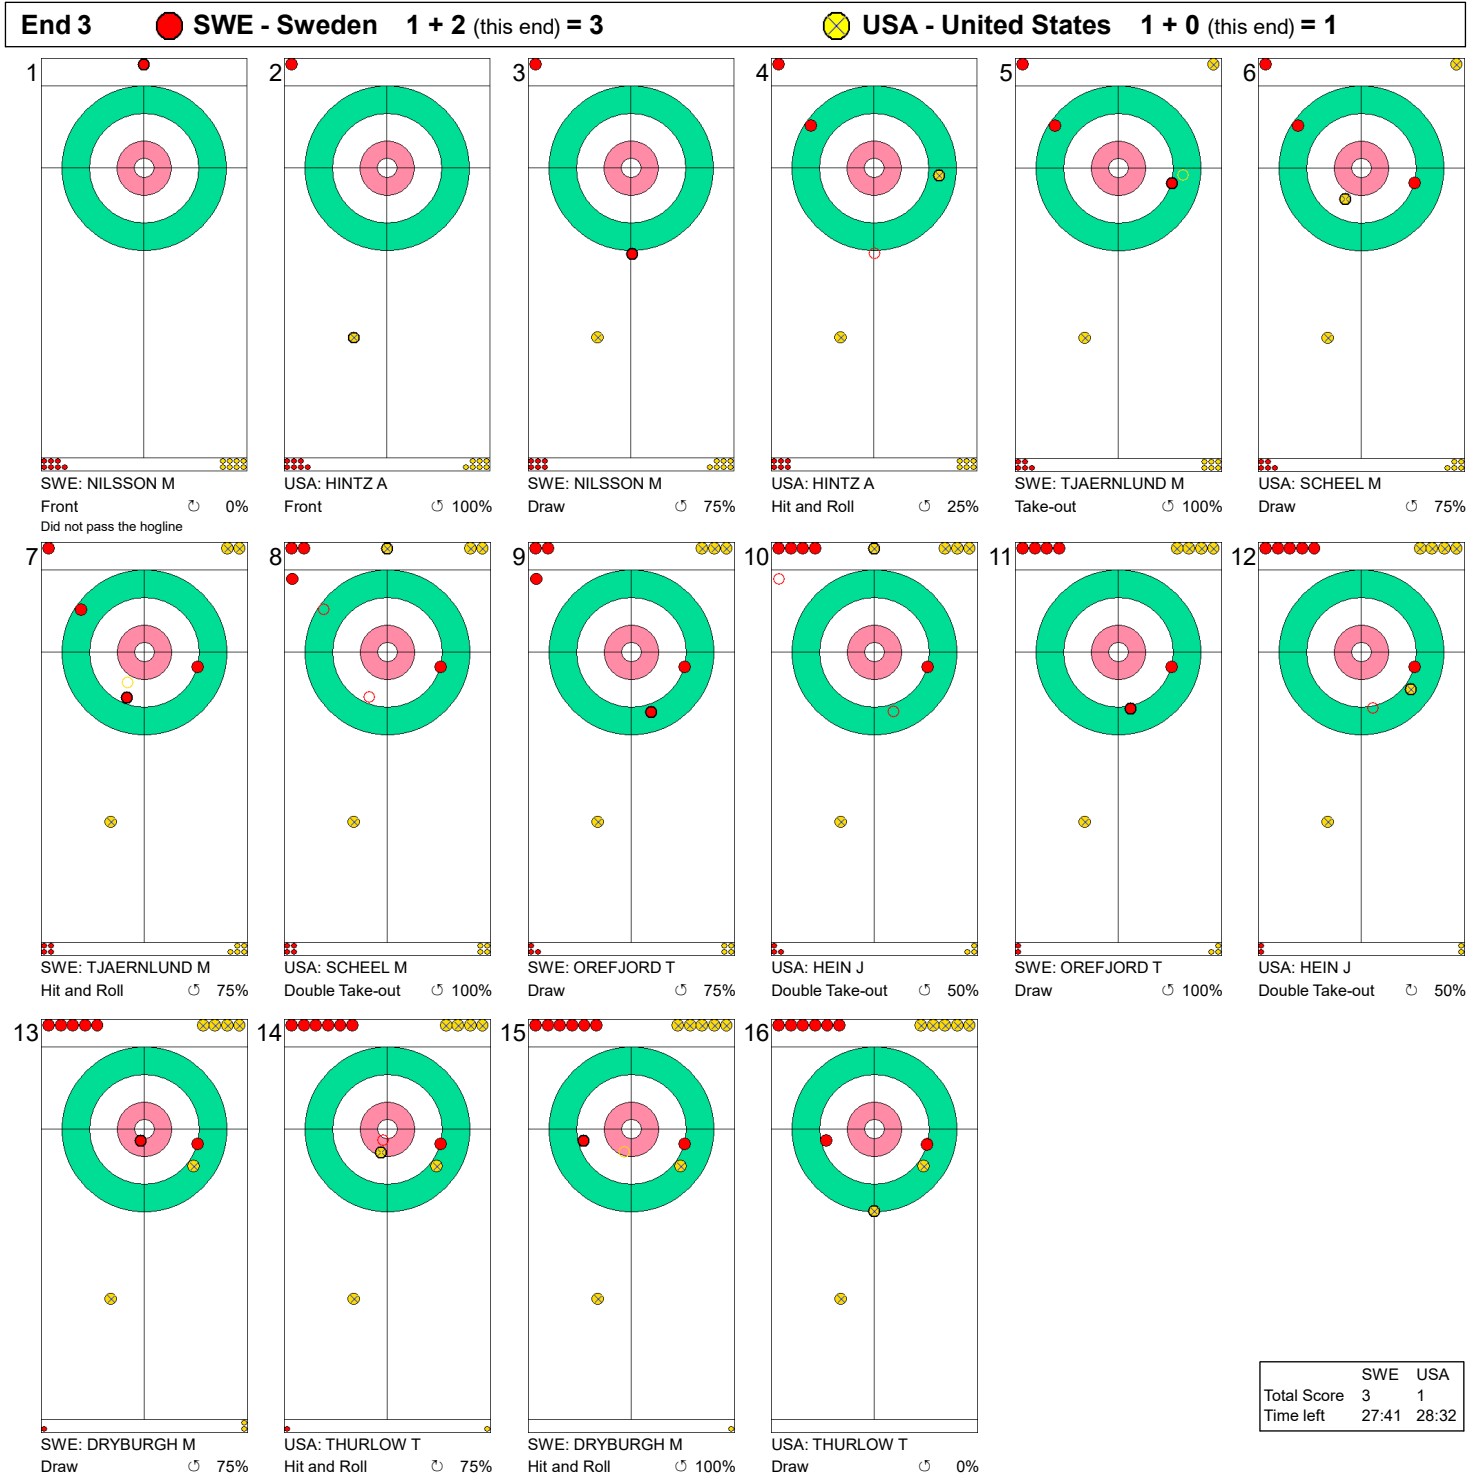 End 3 SWE - Sweden 1 + 2 (this end) = 3 USA - United States 1 + 0 (this end) = 1
1 2 3 4 5 6
SWE: NILSSON M USA: HINTZ A SWE: NILSSON M USA: HINTZ A SWE: TJAERNLUND M USA: SCHEEL M
Front ↻ 0% Front ↺ 100% Draw ↺ 75% Hit and Roll ↺ 25% Take-out ↺ 100% Draw ↺ 75%
Did not pass the hogline
7 8 9 10 11 12
SWE: TJAERNLUND M USA: SCHEEL M SWE: OREFJORD T USA: HEIN J SWE: OREFJORD T USA: HEIN J
Hit and Roll ↺ 75% Double Take-out ↺ 100% Draw ↺ 75% Double Take-out ↺ 50% Draw ↺ 100% Double Take-out ↻ 50%
13 14 15 16
SWE: DRYBURGH M USA: THURLOW T SWE: DRYBURGH M USA: THURLOW T
Draw ↻ 75% Hit and Roll ↻ 75% Hit and Roll ↺ 100% Draw ↺ 0%
SWE USA
Total Score 3 1
Time left 27:41 28:32